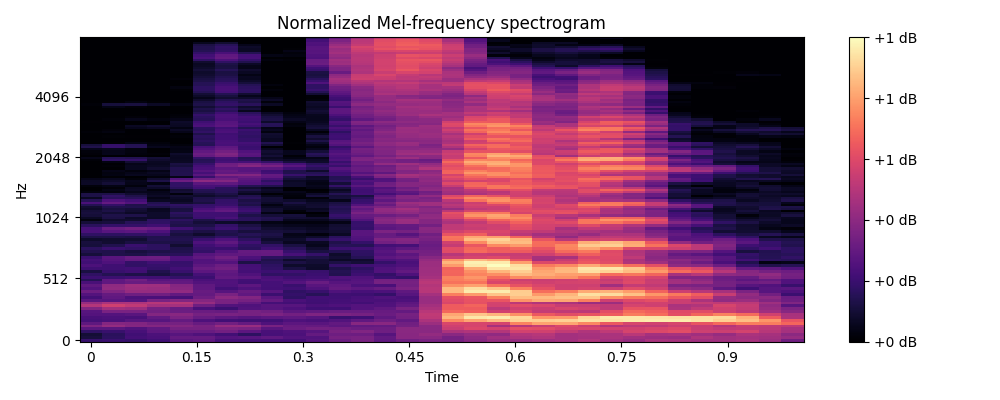 Normalized Mel-frequency spectrogram
Hz
4096
2048
1024
512
0
0 0.15 0.3 0.45 0.6 0.75 0.9
Time
+1 dB
+1 dB
+1 dB
+0 dB
+0 dB
+0 dB